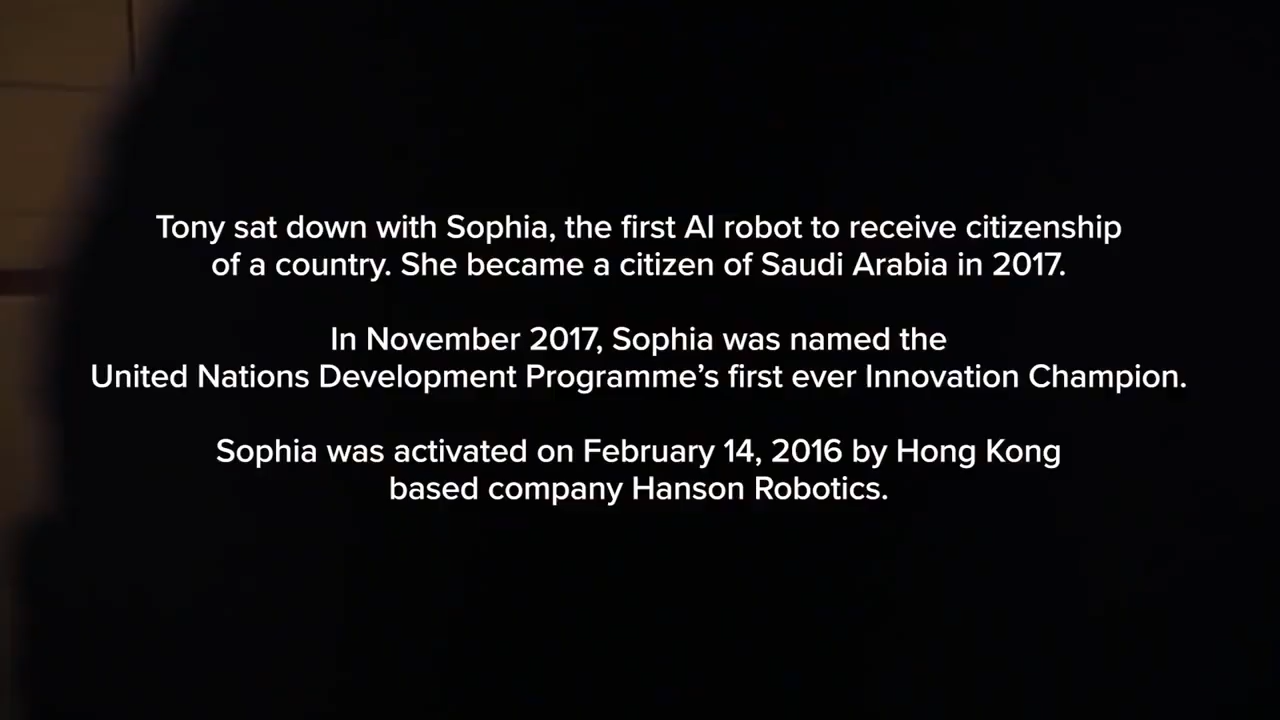 Tony sat down with Sophia, the first AI robot to receive citizenship
of a country. She became a citizen of Saudi Arabia in 2017.
In November 2017, Sophia was named the
United Nations Development Programme’s first ever Innovation Champion.
Sophia was activated on February 14, 2016 by Hong Kong
based company Hanson Robotics.